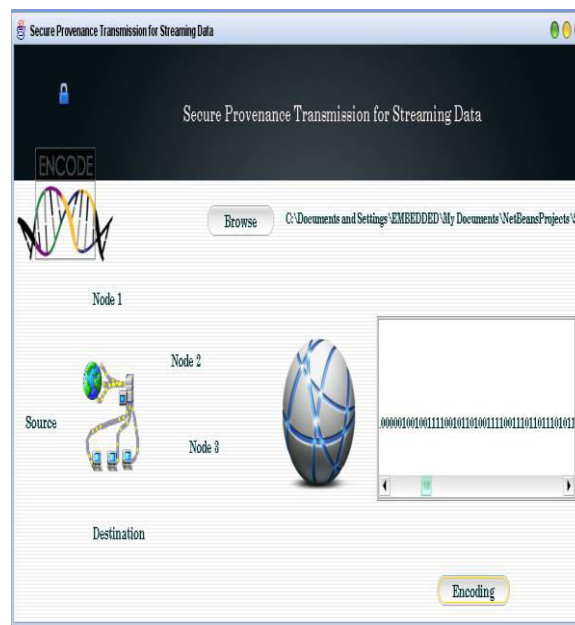 Secure Provenance Transmission for Streaming Data
Secure Provenance Transmission for Streaming Data
ENCODE
Browse
C:\Documents and Settings\EMBEDDED\My Documents\NetBeansProjects\
Node 1
Node 2
Source
Node 3
.0000010010011110010110100111100111011011101011
Destination
Encoding